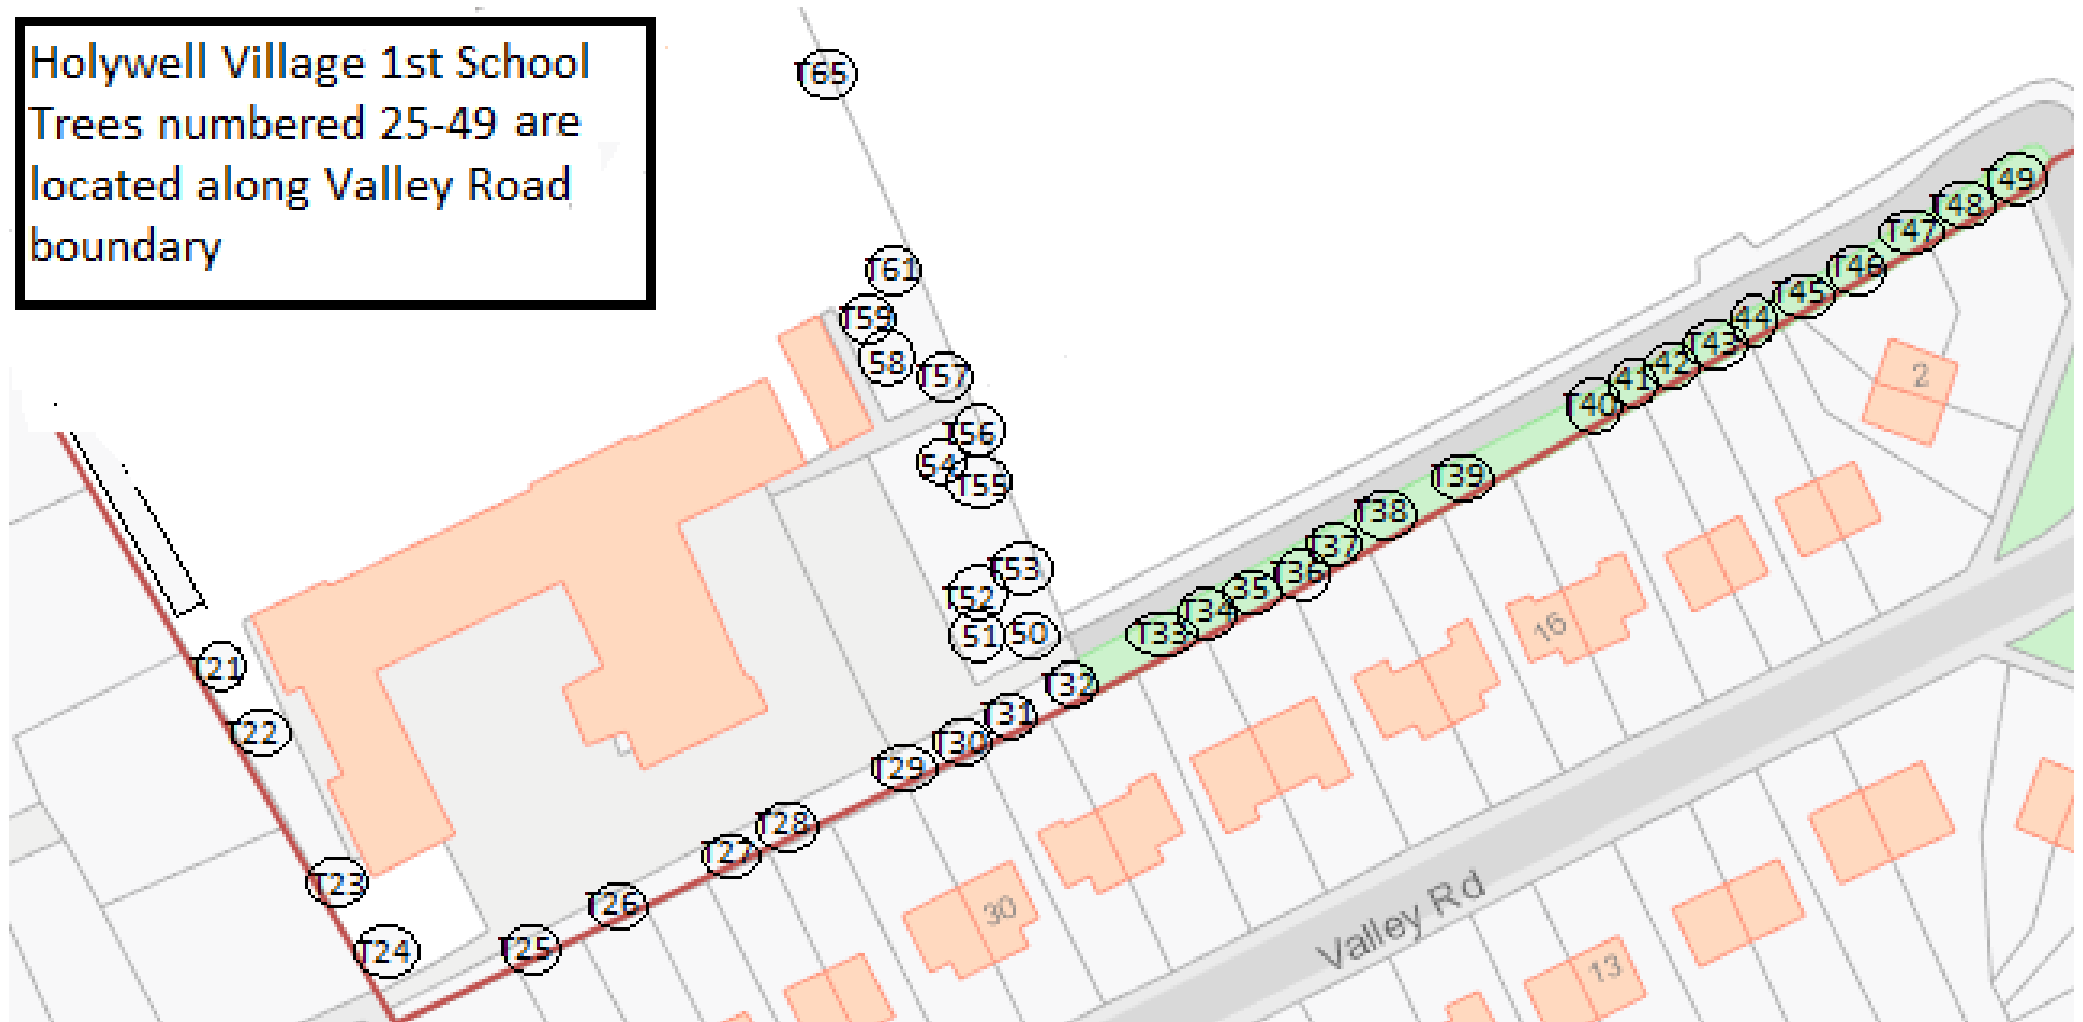 Holywell Village 1st School
Trees numbered 25-49 are
located along Valley Road
boundary
T65
T61
T59
58
T57
T56
54
T55
T53
T52
51
50
T49
T48
T47
T46
T45
44
T43
42
41
T40
T39
T38
T37
T36
35
T34
T33
T32
T31
T30
T29
T28
T27
T26
T25
T24
T23
T22
T21
2
16
30
13
Valley Rd